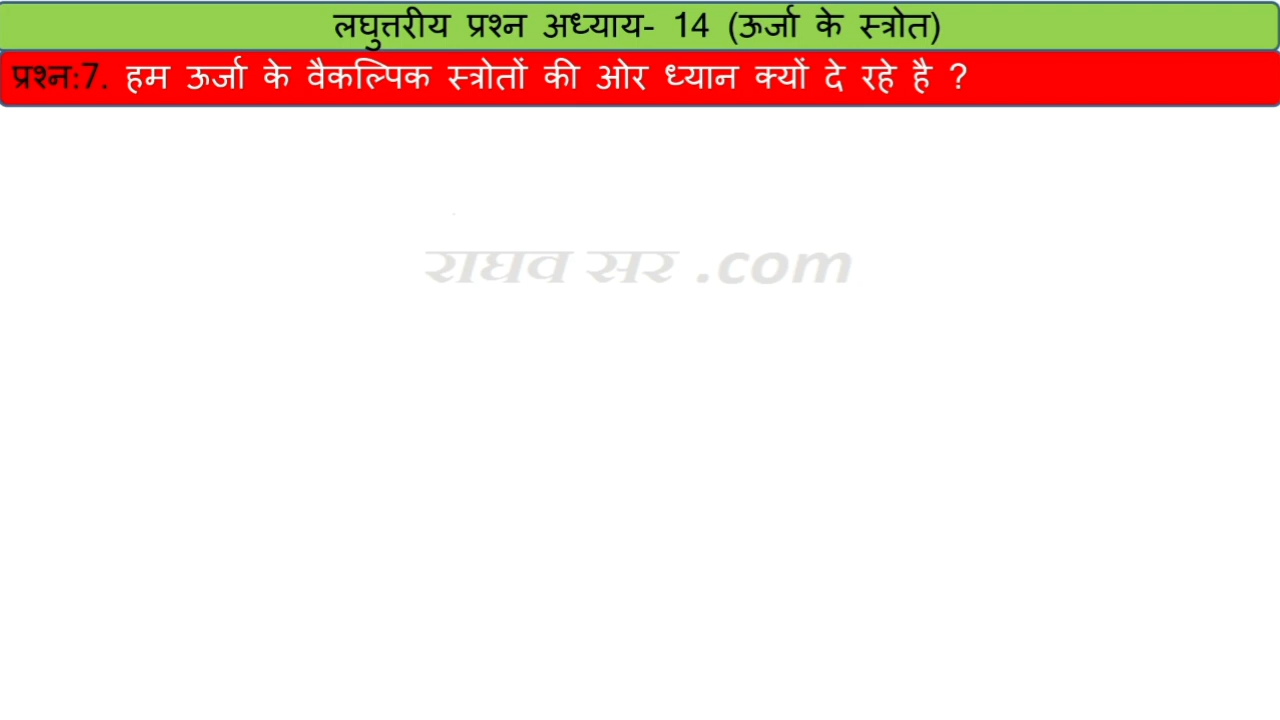 लघुत्तरीय प्रश्न अध्याय- 14 (ऊर्जा के स्त्रोत)
प्रश्न:7. हम ऊर्जा के वैकल्पिक स्त्रोतों की ओर ध्यान क्यों दे रहे है ?
राघव सर .com